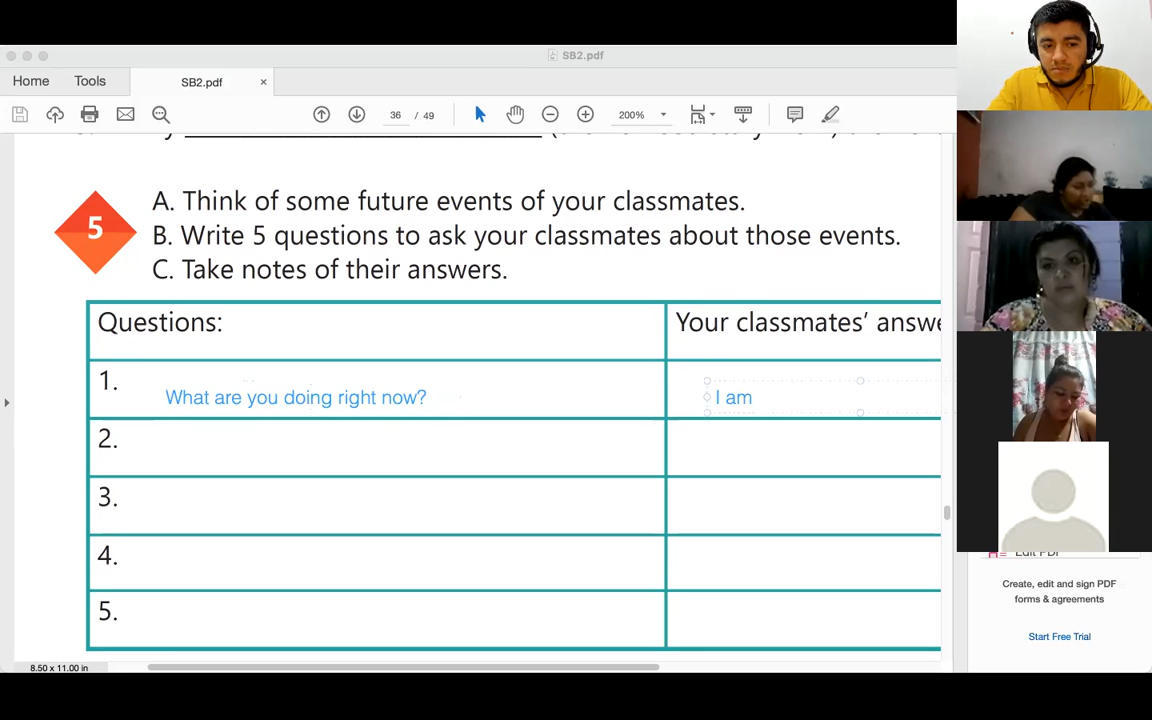 SB2.pdf
Home
Tools
SB2.pdf
×
36 / 49
200%
5
A. Think of some future events of your classmates.
B. Write 5 questions to ask your classmates about those events.
C. Take notes of their answers.
Questions:
Your classmates’ answe
1.
What are you doing right now?
I am
2.
3.
4.
5.
Edit PDF
Create, edit and sign PDF
forms & agreements
Start Free Trial
8.50 x 11.00 in